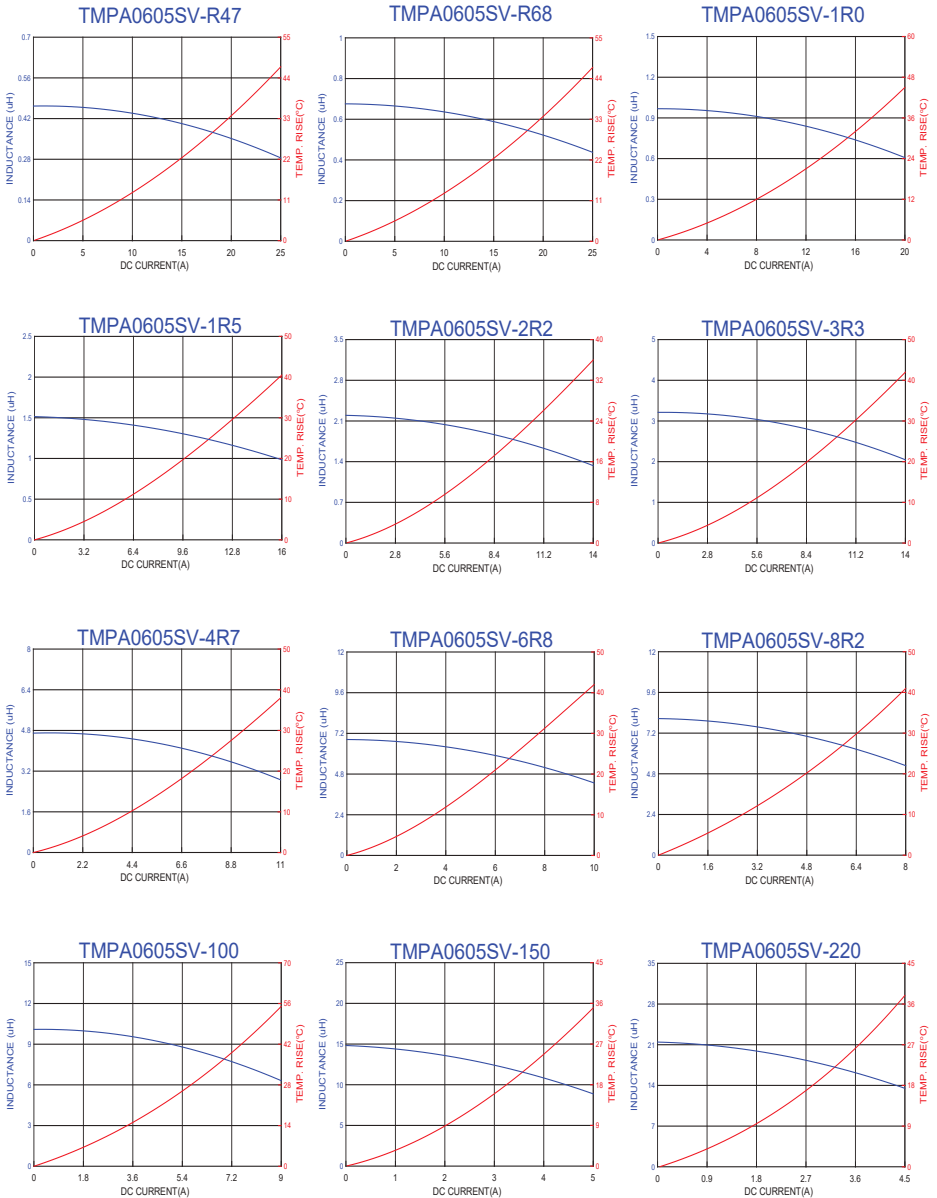 TMPA0605SV-R47
INDUCTANCE (uH)
0.7
0.56
0.42
0.28
0.14
0
55
44
33
22
11
0
TEMP. RISE(°C)
0 5 10 15 20 25
DC CURRENT(A)
TMPA0605SV-R68
INDUCTANCE (uH)
1
0.8
0.6
0.4
0.2
0
55
44
33
22
11
0
TEMP. RISE(°C)
0 5 10 15 20 25
DC CURRENT(A)
TMPA0605SV-1R0
INDUCTANCE (uH)
1.5
1.2
0.9
0.6
0.3
0
60
48
36
24
12
0
TEMP. RISE(°C)
0 4 8 12 16 20
DC CURRENT(A)
TMPA0605SV-1R5
INDUCTANCE (uH)
2.5
2
1.5
1
0.5
0
50
40
30
20
10
0
TEMP. RISE(°C)
0 3.2 6.4 9.6 12.8 16
DC CURRENT(A)
TMPA0605SV-2R2
INDUCTANCE (uH)
3.5
2.8
2.1
1.4
0.7
0
40
32
24
16
8
0
TEMP. RISE(°C)
0 2.8 5.6 8.4 11.2 14
DC CURRENT(A)
TMPA0605SV-3R3
INDUCTANCE (uH)
5
4
3
2
1
0
50
40
30
20
10
0
TEMP. RISE(°C)
0 2.8 5.6 8.4 11.2 14
DC CURRENT(A)
TMPA0605SV-4R7
INDUCTANCE (uH)
8
6.4
4.8
3.2
1.6
0
50
40
30
20
10
0
TEMP. RISE(°C)
0 2.2 4.4 6.6 8.8 11
DC CURRENT(A)
TMPA0605SV-6R8
INDUCTANCE (uH)
12
9.6
7.2
4.8
2.4
0
50
40
30
20
10
0
TEMP. RISE(°C)
0 2 4 6 8 10
DC CURRENT(A)
TMPA0605SV-8R2
INDUCTANCE (uH)
12
9.6
7.2
4.8
2.4
0
50
40
30
20
10
0
TEMP. RISE(°C)
0 1.6 3.2 4.8 6.4 8
DC CURRENT(A)
TMPA0605SV-100
INDUCTANCE (uH)
15
12
9
6
3
0
70
56
42
28
14
0
TEMP. RISE(°C)
0 1.8 3.6 5.4 7.2 9
DC CURRENT(A)
TMPA0605SV-150
INDUCTANCE (uH)
25
20
15
10
5
0
45
36
27
18
9
0
TEMP. RISE(°C)
0 1 2 3 4 5
DC CURRENT(A)
TMPA0605SV-220
INDUCTANCE (uH)
35
28
21
14
7
0
45
36
27
18
9
0
TEMP. RISE(°C)
0 0.9 1.8 2.7 3.6 4.5
DC CURRENT(A)